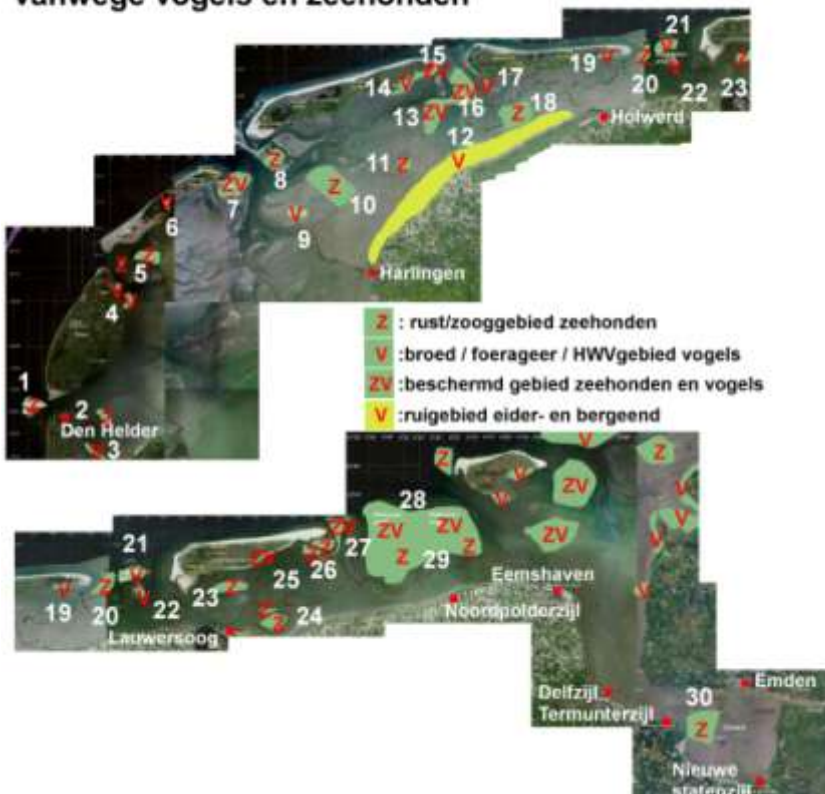 vanwege vogels en zeehonden
21
15
19
17
14
20 22 23
16
13
18
Holwerd
12
11
8
7
10
6
9
5
Harlingen
4
Z : rust/zooggebied zeehonden
V : broed / foerageer / HWVgebied vogels
ZV :beschermd gebied zeehonden en vogels
V :ruigebied eider- en bergeend
1
2
Den Helder
3
28
27
29
21
26
25
Eemshaven
19
20
22
23
24
Noordpolderzijl
Lauwersoog
Emden
30
Delfzijl
Termunterzijl
Z
Nieuwe
statenzijl